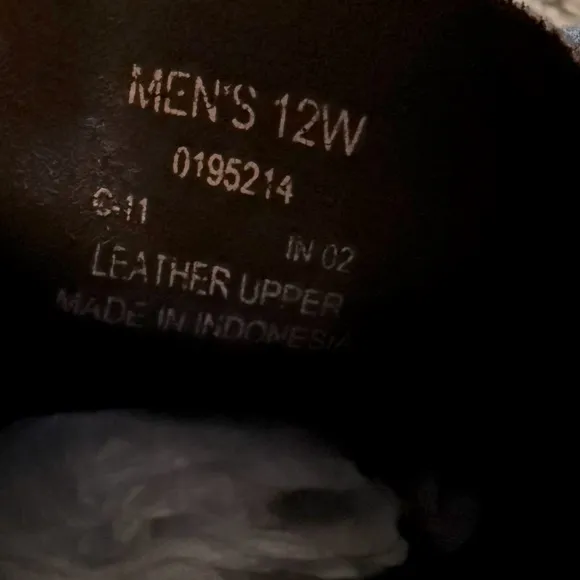 MEN'S 12W
0195214
C-11
IN 02
LEATHER UPPER
MADE IN INDONESIA